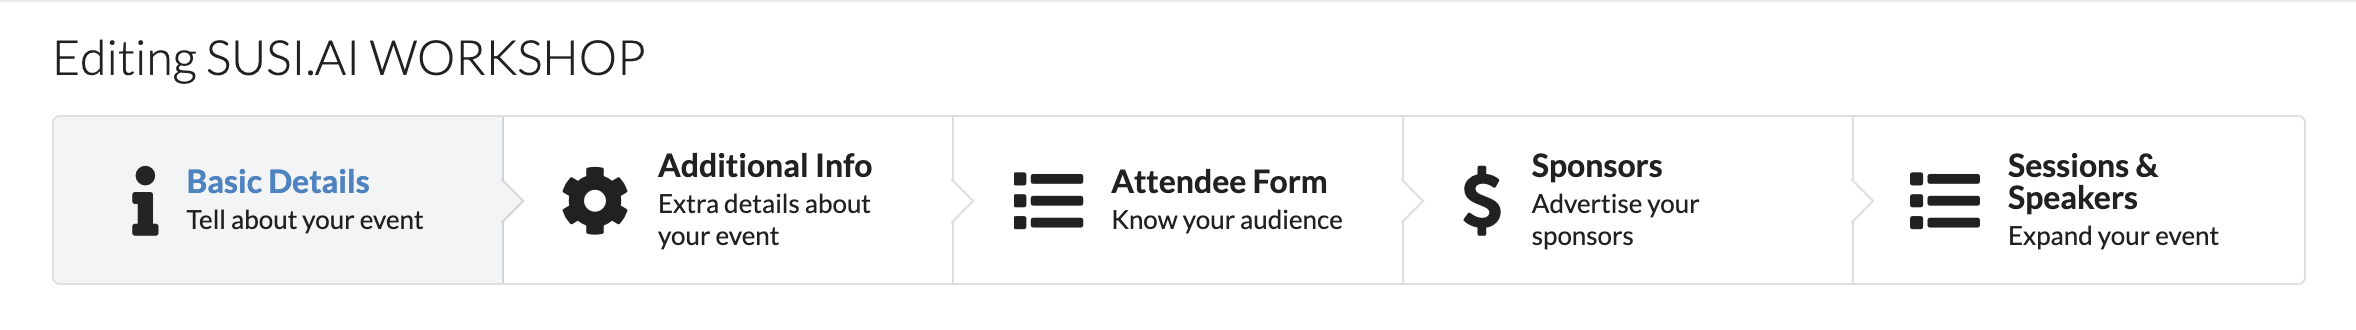 Editing SUSI.AI WORKSHOP
Basic Details
Tell about your event
Additional Info
Extra details about
your event
Attendee Form
Know your audience
Sponsors
Advertise your
sponsors
Sessions &
Speakers
Expand your event